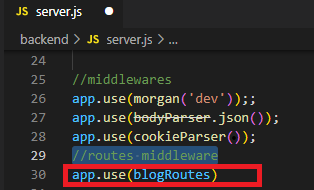 JS server.js
backend > JS server.js > ...
24
25 //middlewares
26 app.use(morgan('dev'));;
27 app.use(bodyParser.json());
28 app.use(cookieParser());
29 //routes middleware
30 app.use(blogRoutes)